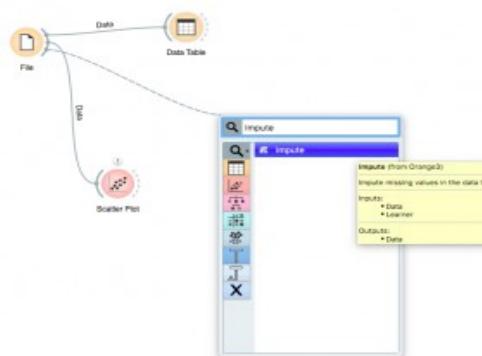 Data
File
Data Table
Data
Scatter Plot
Impute
Impute
Impute (from Orange3)
Impute missing values in the data t
Inputs:
• Data
• Learner
Outputs:
• Data